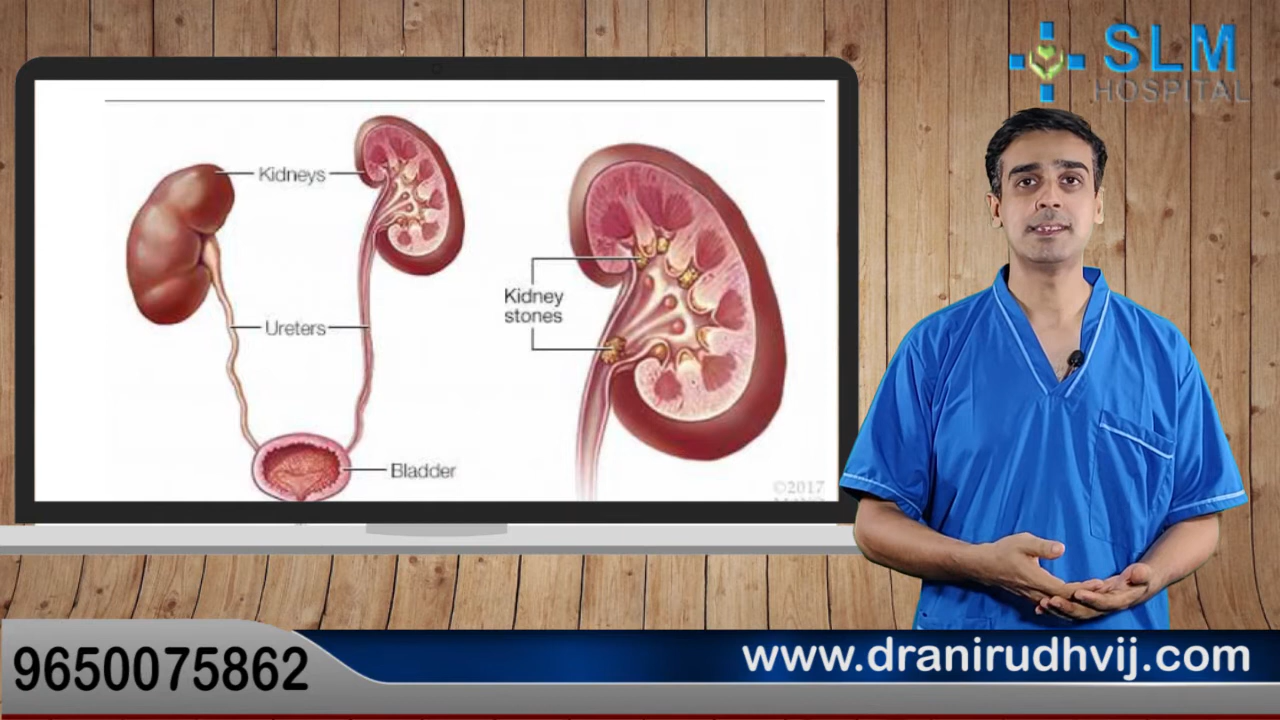 SLM
HOSPITAL
Kidneys
Ureters
Bladder
Kidney
stones
©2017
9650075862
www.dranirudhvij.com